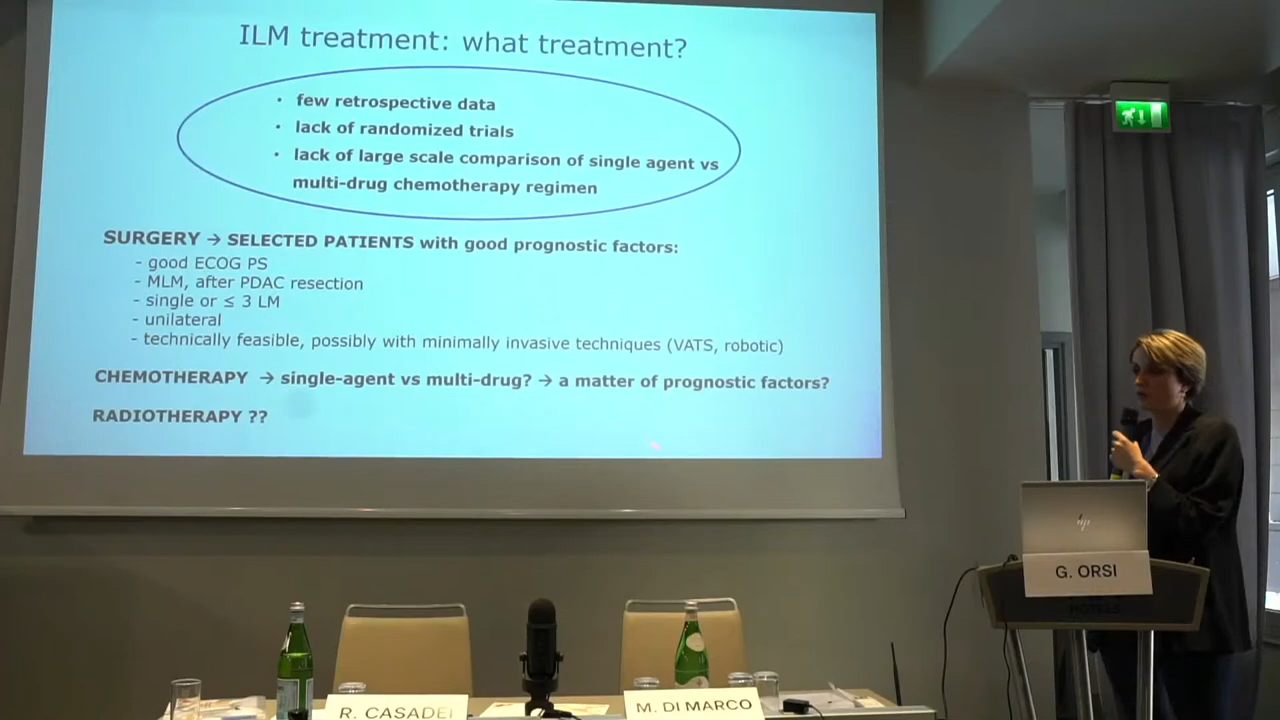 ILM treatment: what treatment?
• few retrospective data
• lack of randomized trials
• lack of large scale comparison of single agent vs
multi-drug chemotherapy regimen
SURGERY → SELECTED PATIENTS with good prognostic factors:
- good ECOG PS
- MLM, after PDAC resection
- single or ≤ 3 LM
- unilateral
- technically feasible, possibly with minimally invasive techniques (VATS, robotic)
CHEMOTHERAPY → single-agent vs multi-drug? → a matter of prognostic factors?
RADIOTHERAPY ??
hp
G. ORSI
HOTELS
R. CASADEI
M. DI MARCO